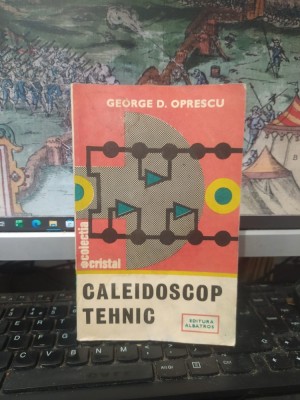 GEORGE D. OPRESCU
colecția
cristal
CALEIDOSCOP
TEHNIC
EDITURA
ALBATROS